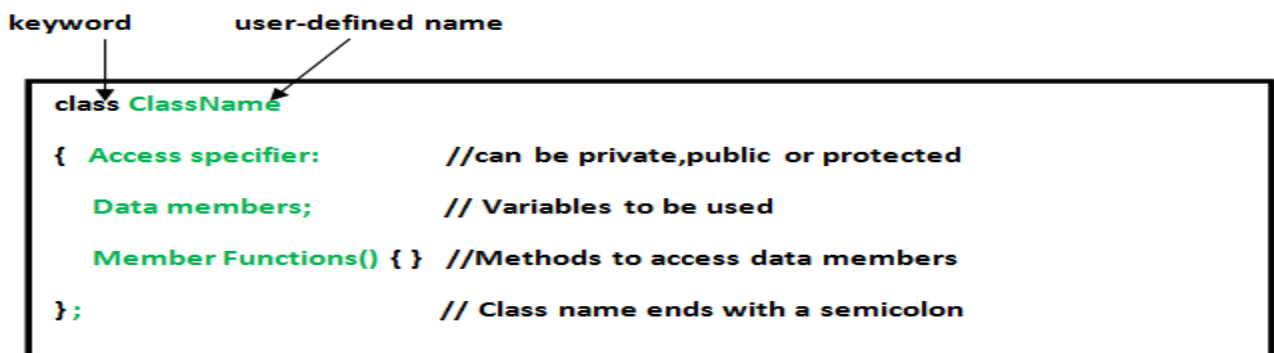 keyword user-defined name
class ClassName
{ Access specifier: //can be private,public or protected
Data members; // Variables to be used
Member Functions() { } //Methods to access data members
} ; // Class name ends with a semicolon